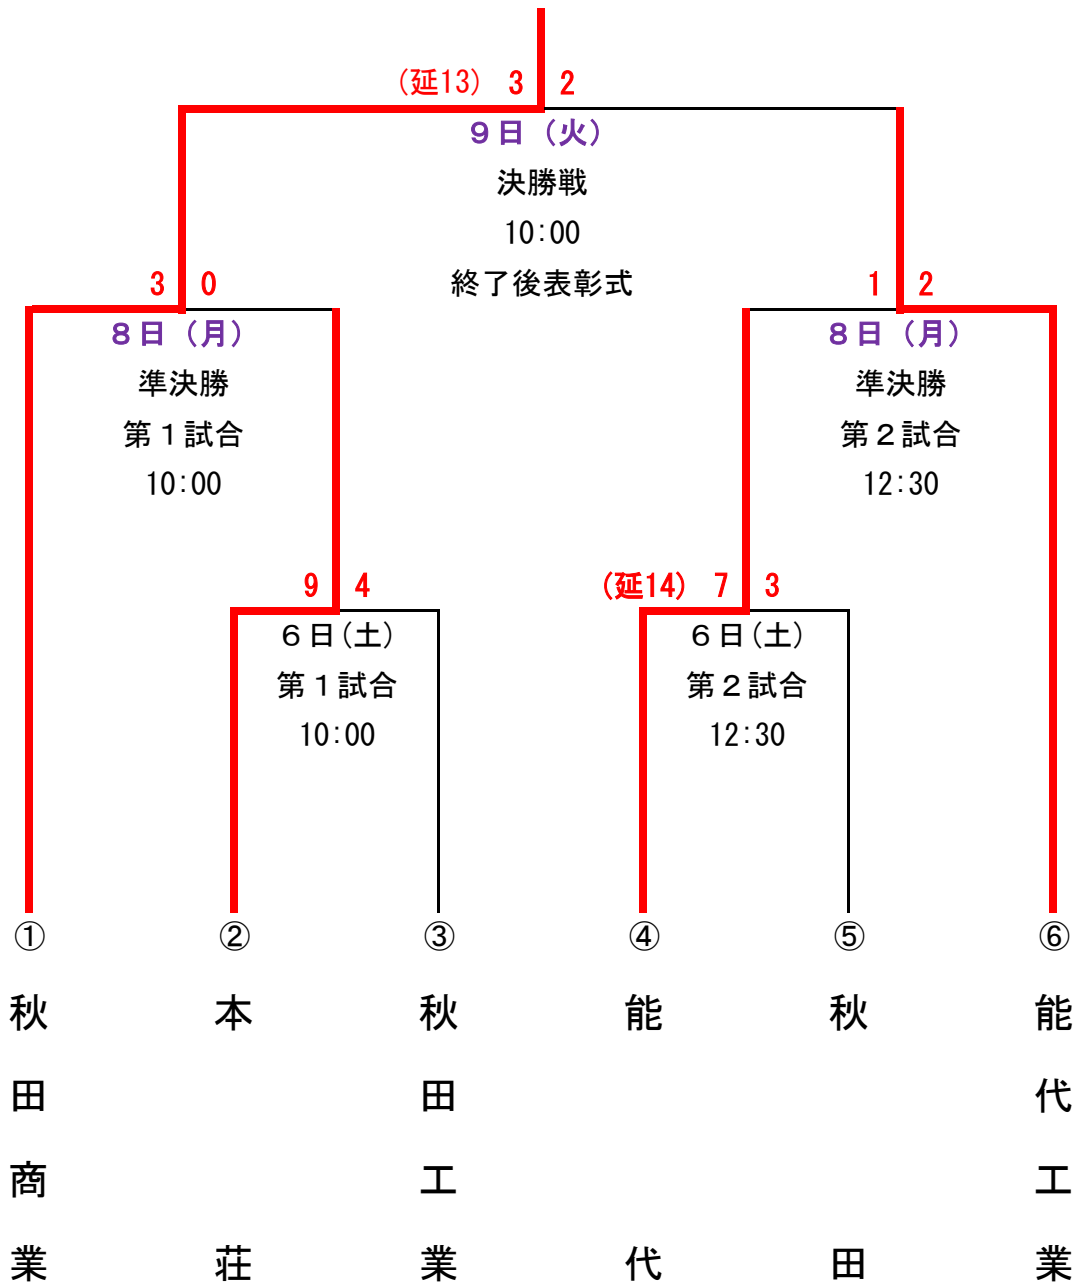 (延13) 3 2
9日(火)
決勝戦
10:00
終了後表彰式
3 0
8日(月)
準決勝
第1試合
10:00
1 2
8日(月)
準決勝
第2試合
12:30
9 4
6日(土)
第1試合
10:00
(延14) 7 3
6日(土)
第2試合
12:30
① ② ③ ④ ⑤ ⑥
秋田商業
本荘
秋田工業
能代
秋田
能代工業